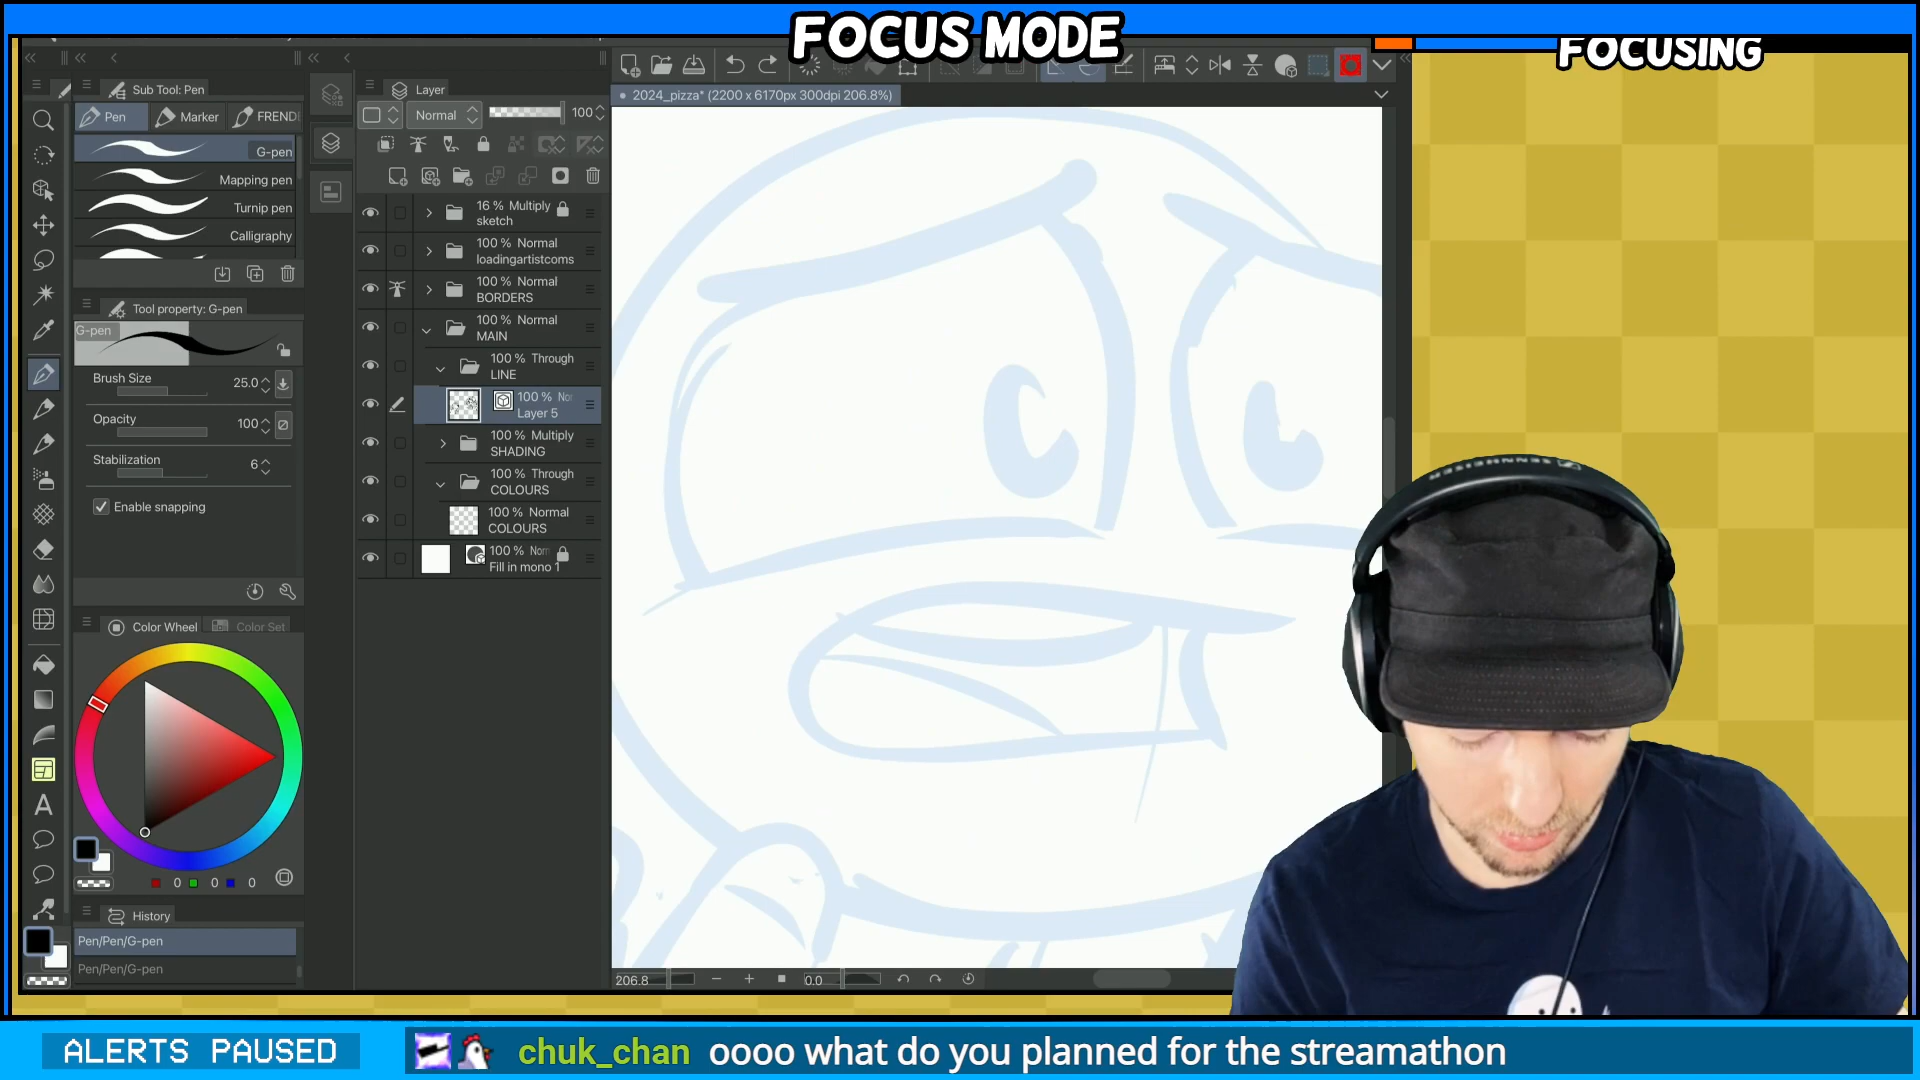 FOCUS MODE
FOCUSING
Sub Tool: Pen
Pen
Marker
FREND
G-pen
Mapping pen
Turnip pen
Calligraphy
Tool property: G-pen
G-pen
Brush Size
25.0
Opacity
100
Stabilization
6
Enable snapping
Color Wheel
Color Set
0
0
0
History
Pen/Pen/G-pen
Pen/Pen/G-pen
Layer
Normal
100
16 % Multiply
sketch
100 % Normal
loadingartistcoms
100 % Normal
BORDERS
100 % Normal
MAIN
100 % Through
LINE
100 % No
Layer 5
100 % Multiply
SHADING
100 % Through
COLOURS
100 % Normal
COLOURS
100 % Nor
Fill in mono 1
2024_pizza* (2200 x 6170px 300dpi 206.8%)
206.8
0.0
SENNHEISER
ALERTS PAUSED
chuk_chan oooo what do you planned for the streamathon